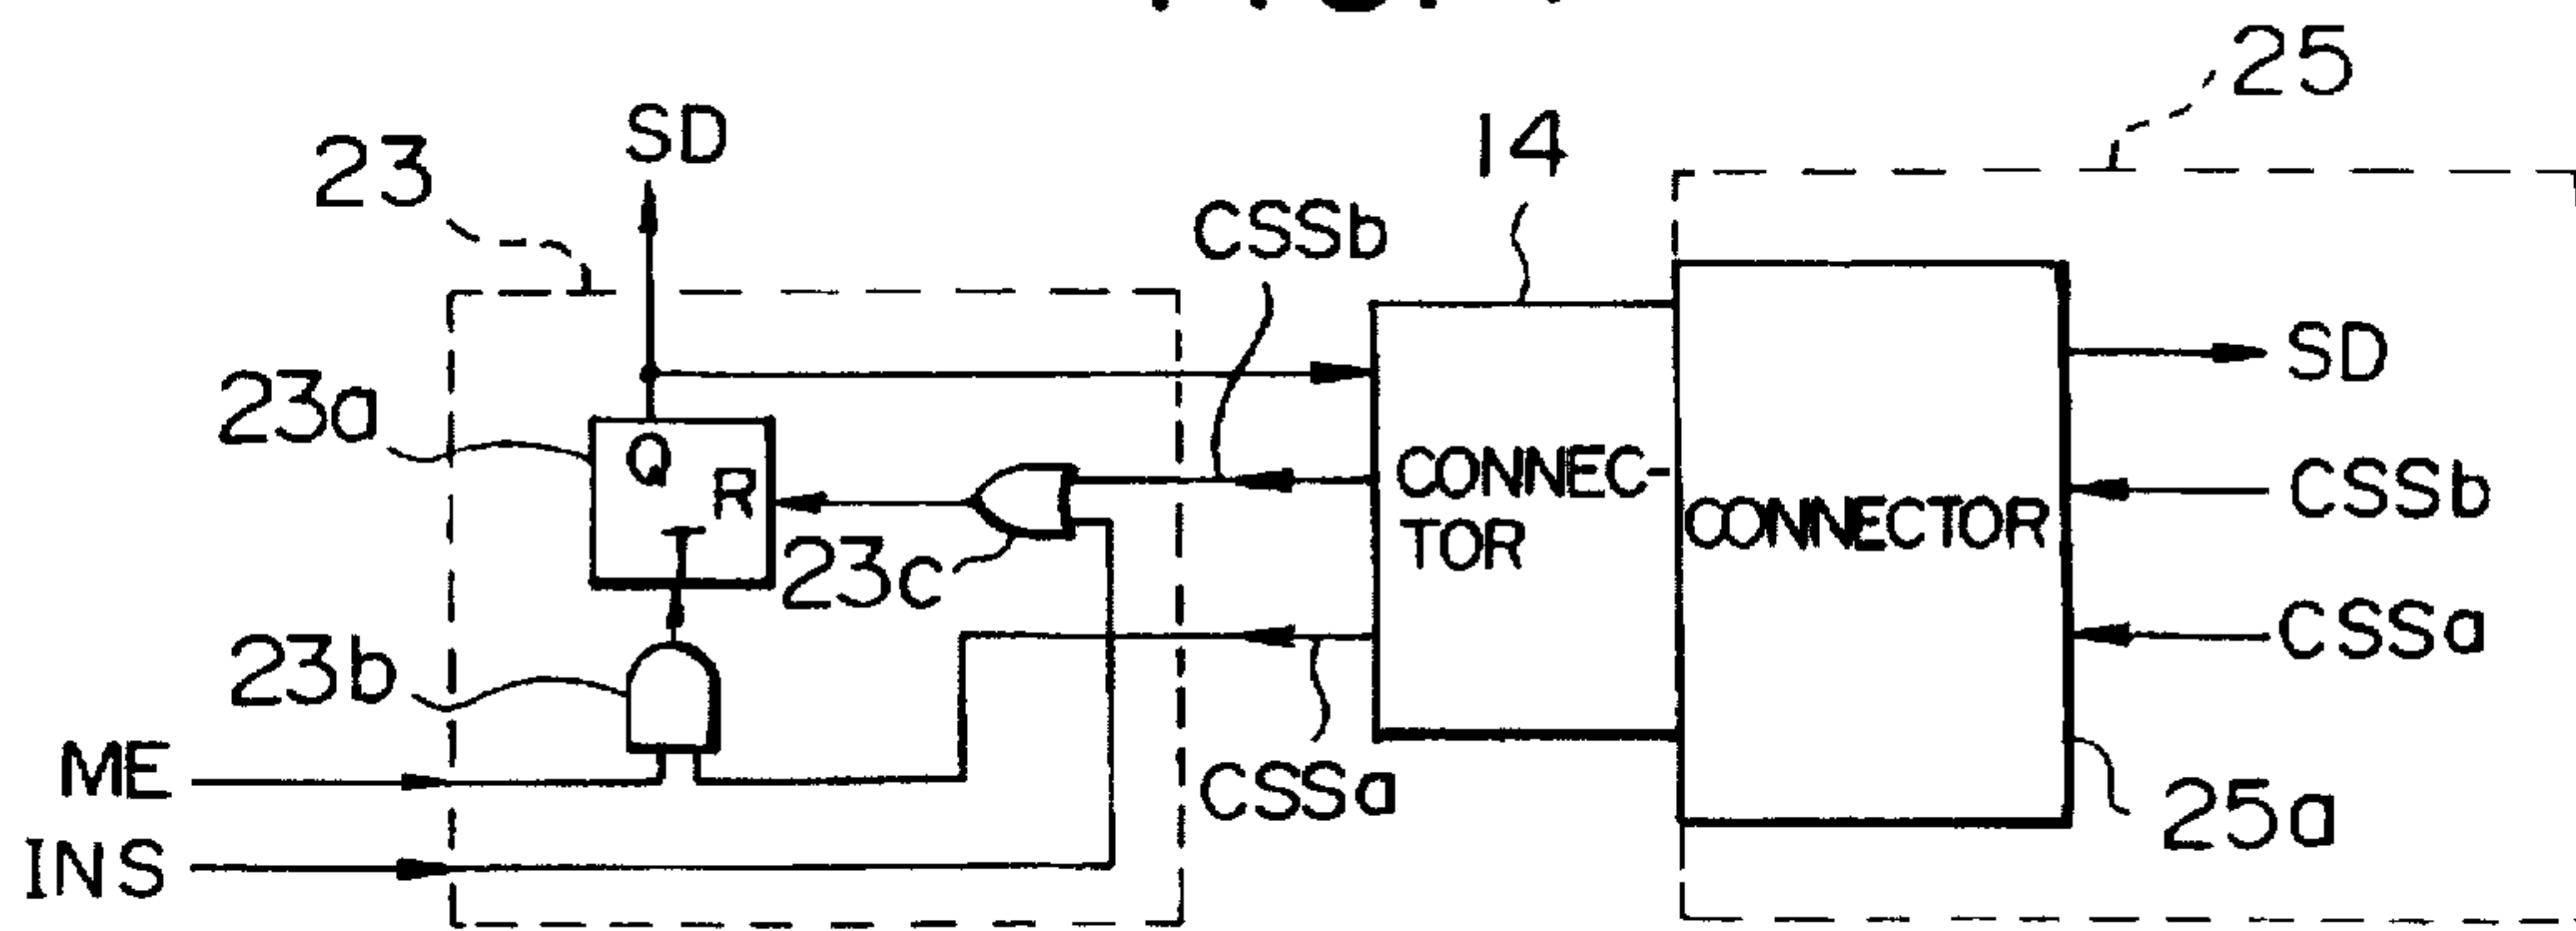 25
SD
23
14
CSSb
SD
23a
Q
R
CONNEC-
TOR
CONNECTOR
CSSb
T
23c
CSSa
23b
ME
CSSa
25a
INS